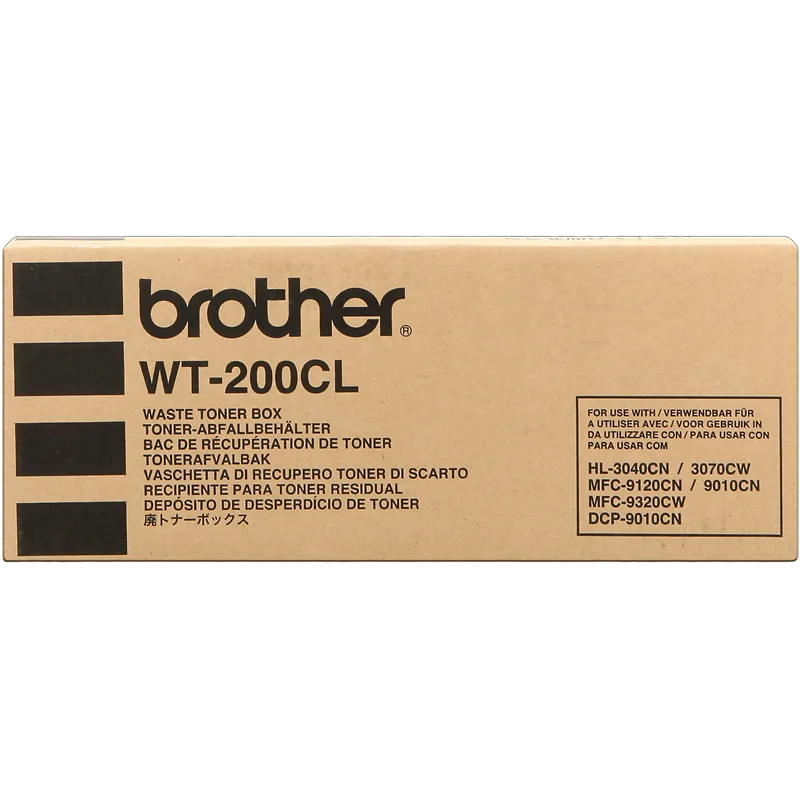 brother®
WT-200CL
WASTE TONER BOX
TONER-ABFALLBEHÄLTER
BAC DE RÉCUPÉRATION DE TONER
TONERAFVALBAK
VASCHETTA DI RECUPERO TONER DI SCARTO
RECIPIENTE PARA TONER RESIDUAL
DEPÓSITO DE DESPERDÍCIO DE TONER
廃トナーボックス
FOR USE WITH / VERWENDBAR FÜR
A UTILISER AVEC / VOOR GEBRUIK IN
DA UTILIZZARE CON / PARA USAR CON
PARA USAR COM
HL-3040CN / 3070CW
MFC-9120CN / 9010CN
MFC-9320CW
DCP-9010CN